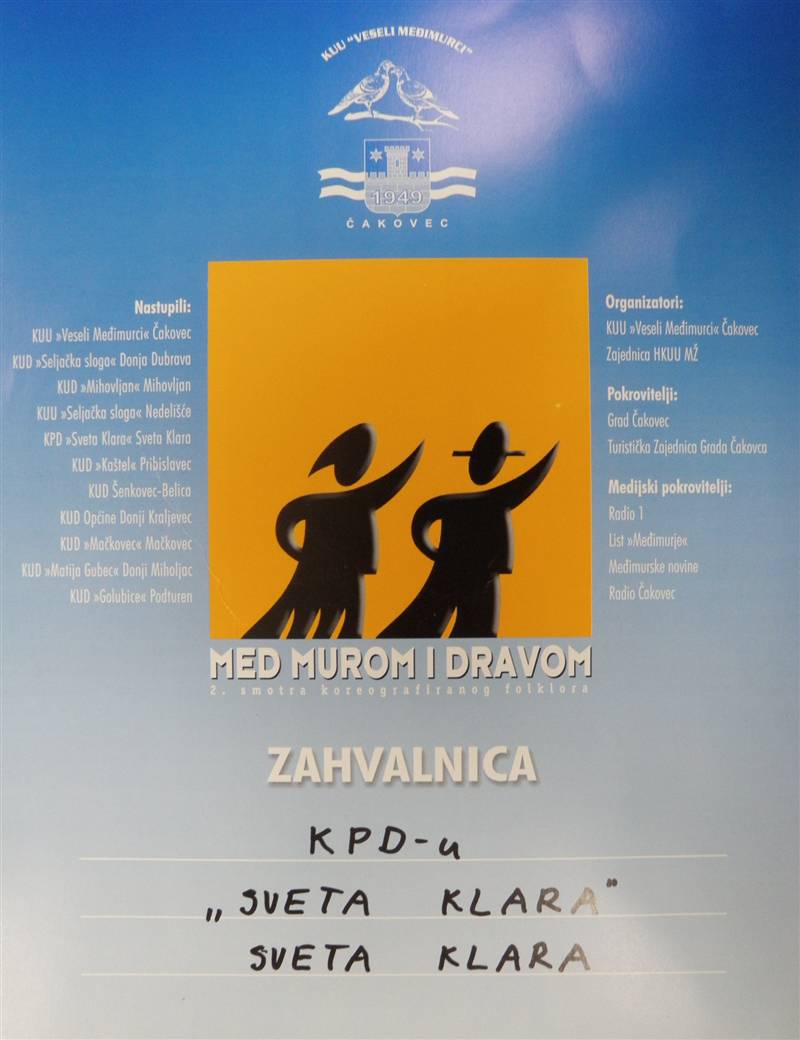 KUU "VESELI MEĐIMURCI"
1949
ČAKOVEC
Nastupili:
KUU »Veseli Međimurci« Čakovec
KUD »Seljačka sloga« Donja Dubrava
KUD »Mihovljan« Mihovljan
KUU »Seljačka sloga« Nedelišće
KPD »Sveta Klara« Sveta Klara
KUD »Kaštel« Pribislavec
KUD Šenkovec-Belica
KUD Općine Donji Kraljevec
KUD »Mačkovec« Mačkovec
KUD »Matija Gubec« Donji Miholjac
KUD »Golubice« Podturen
Organizatori:
KUU »Veseli Međimurci« Čakovec
Zajednica HKUU MŽ
Pokrovitelji:
Grad Čakovec
Turistička Zajednica Grada Čakovca
Medijski pokrovitelji:
Radio 1
List »Međimurje«
Međimurske novine
Radio Čakovec
MED MUROM I DRAVOM
2. smotra koreografiranog folklora
ZAHVALNICA
KPD-u
„SVETA KLARA"
SVETA KLARA